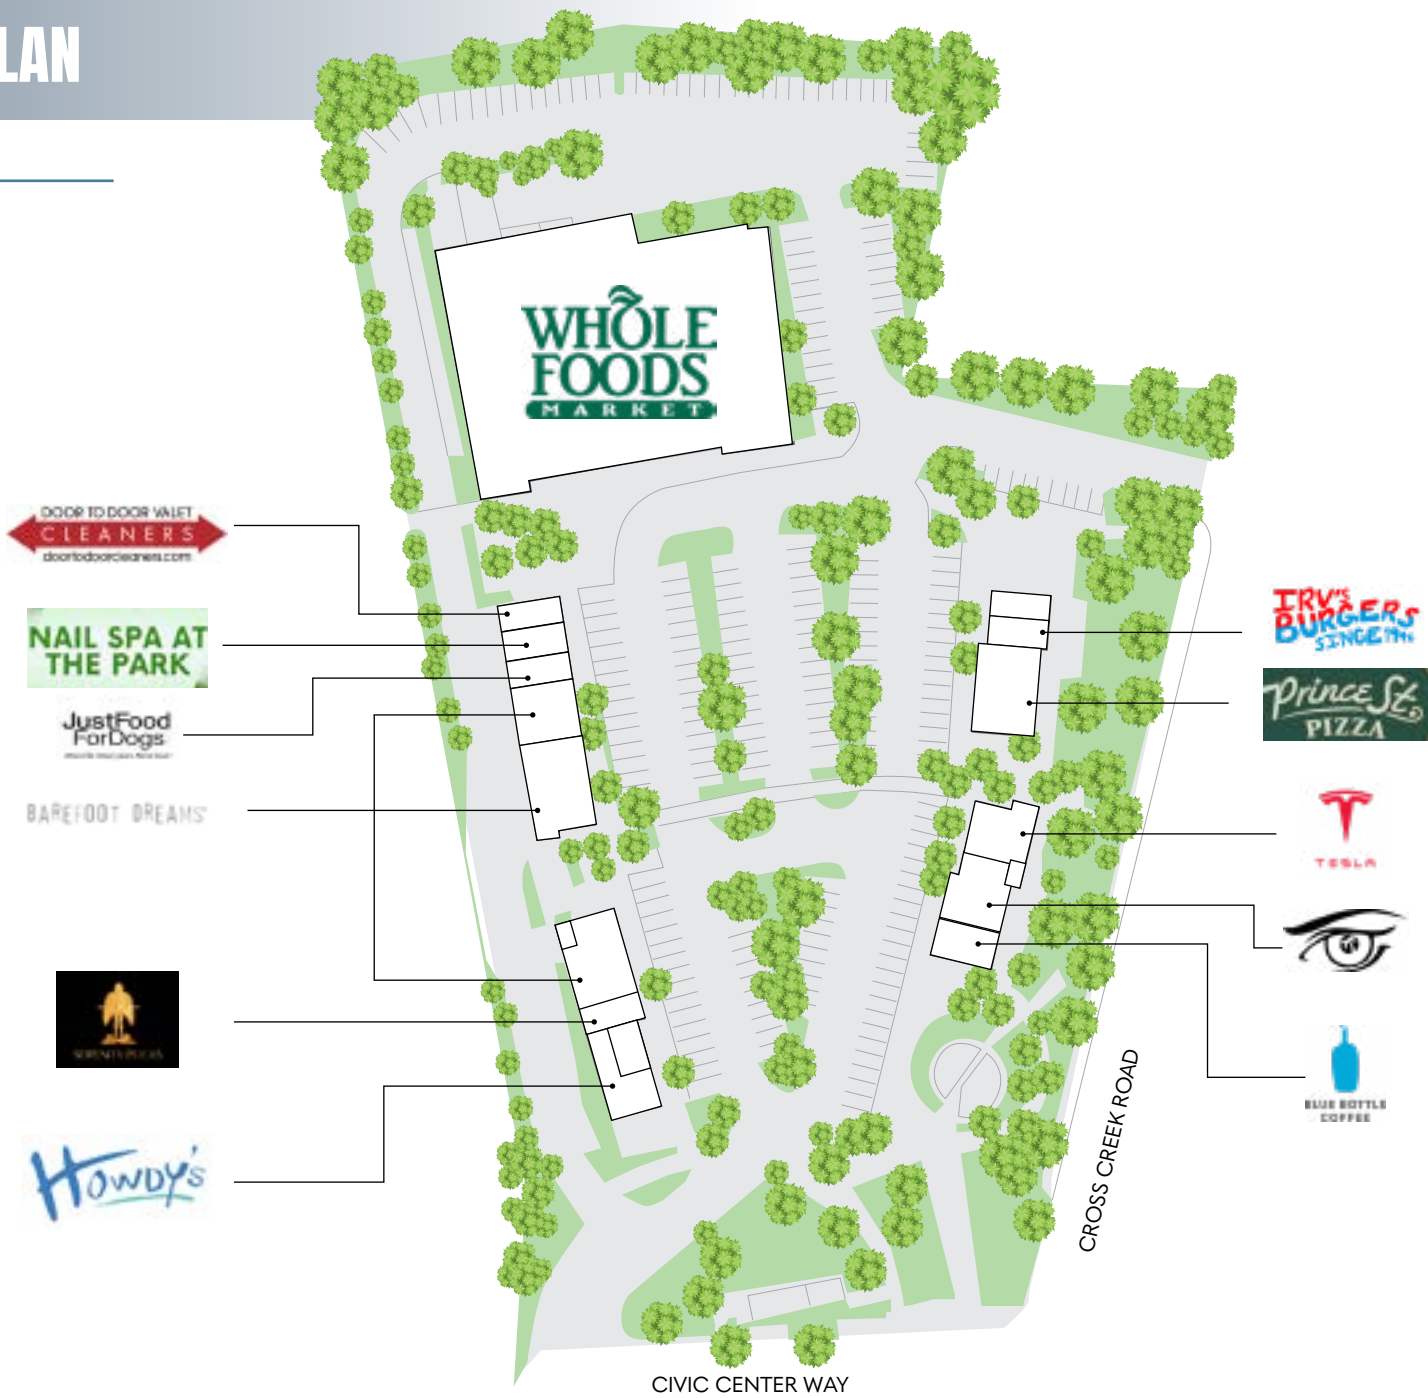 LAN
WHOLE
FOODS
MARKET
DOOR TO DOOR VALET
CLEANERS
doortodoorcleaners.com
NAIL SPA AT
THE PARK
JustFood
ForDogs
BAREFOOT DREAMS
HOWDY'S
IRV'S
BURGERS
SINCE 1946
Prince St.
PIZZA
TESLA
BLUE BOTTLE
COFFEE
CROSS CREEK ROAD
CIVIC CENTER WAY